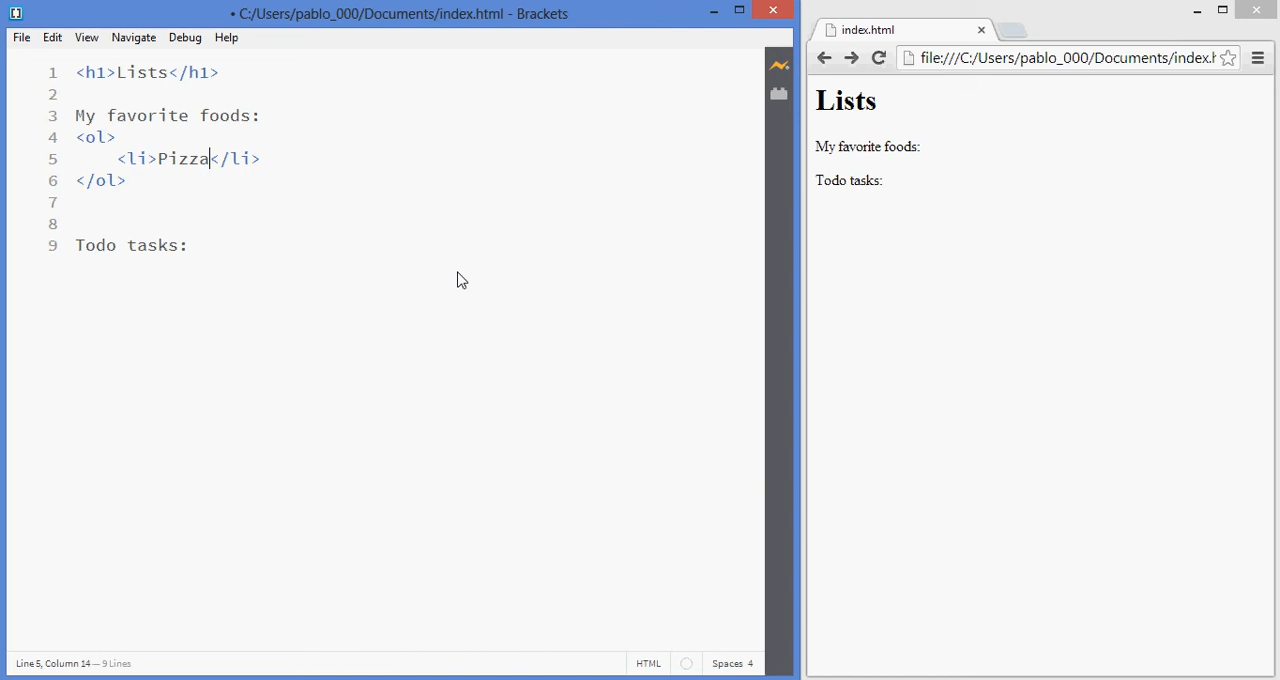 • C:/Users/pablo_000/Documents/index.html - Brackets
File Edit View Navigate Debug Help
1 <h1>Lists</h1>
2
3 My favorite foods:
4 <ol>
5 <li>Pizza</li>
6 </ol>
7
8
9 Todo tasks:
Line 5, Column 14 — 9 Lines
HTML
Spaces 4
index.html
file:///C:/Users/pablo_000/Documents/index.h
Lists
My favorite foods:
Todo tasks: